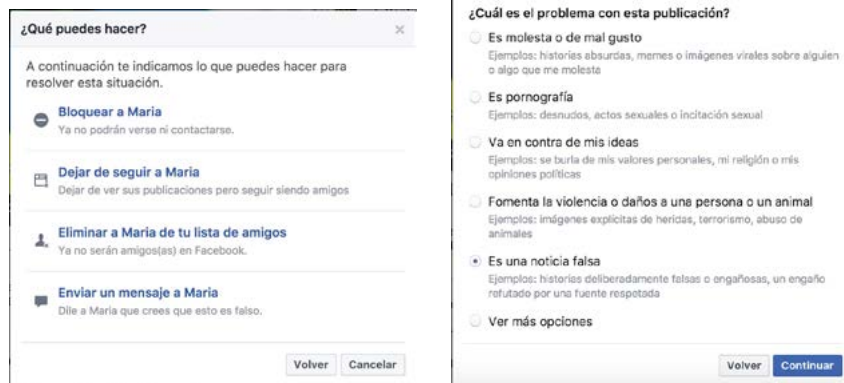 ¿Qué puedes hacer?
A continuación te indicamos lo que puedes hacer para
resolver esta situación.
Bloquear a Maria
Ya no podrán verse ni contactarse.
Dejar de seguir a Maria
Dejar de ver sus publicaciones pero seguir siendo amigos
Eliminar a Maria de tu lista de amigos
Ya no serán amigos(as) en Facebook.
Enviar un mensaje a Maria
Dile a Maria que crees que esto es falso.
Volver
Cancelar
¿Cuál es el problema con esta publicación?
Es molesta o de mal gusto
Ejemplos: historias absurdas, memes o imágenes virales sobre alguien
o algo que me molesta
Es pornografía
Ejemplos: desnudos, actos sexuales o incitación sexual
Va en contra de mis ideas
Ejemplos: se burla de mis valores personales, mi religión o mis
opiniones políticas
Fomenta la violencia o daños a una persona o un animal
Ejemplos: imágenes explícitas de heridas, terrorismo, abuso de
animales
Es una noticia falsa
Ejemplos: historias deliberadamente falsas o engañosas, un engaño
refutado por una fuente respetada
Ver más opciones
Volver
Continuar